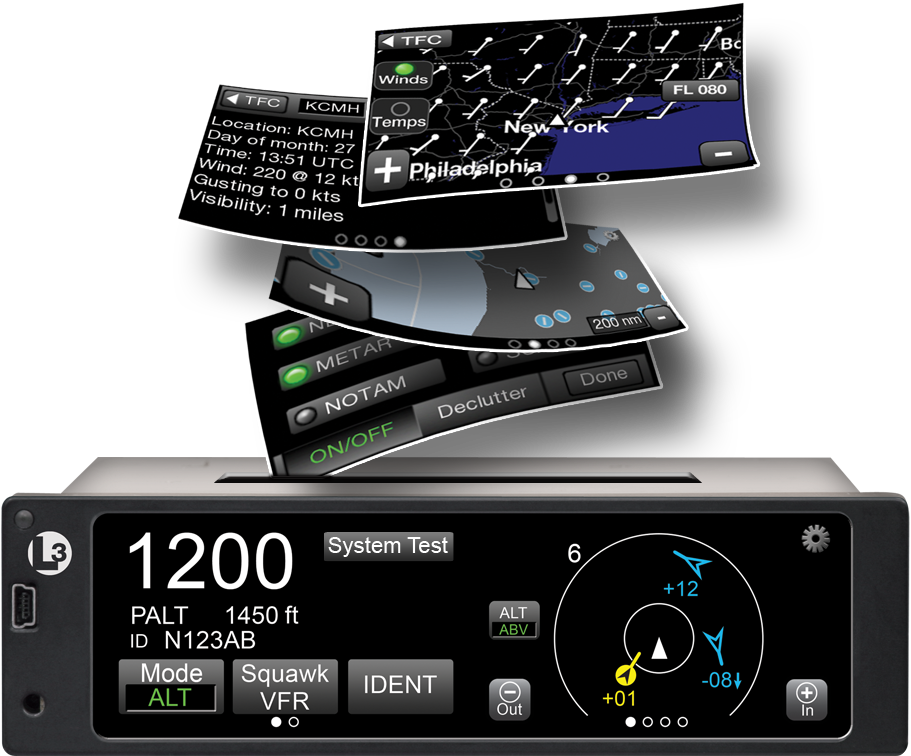 TFC
Winds
Temps
+
FL 080
New York
Philadelphia
-
TFC
KCMH
Location: KCMH
Day of month: 27
Time: 13:51 UTC
Wind: 220 @ 12 kt
Gusting to 0 kts
Visibility: 1 miles
+
200 nm
-
METAR
NOTAM
ON/OFF
Declutter
Done
L3
1200
System Test
PALT 1450 ft
ID N123AB
Mode
ALT
Squawk
VFR
IDENT
ALT
ABV
Out
6
+12
-08
+01
In